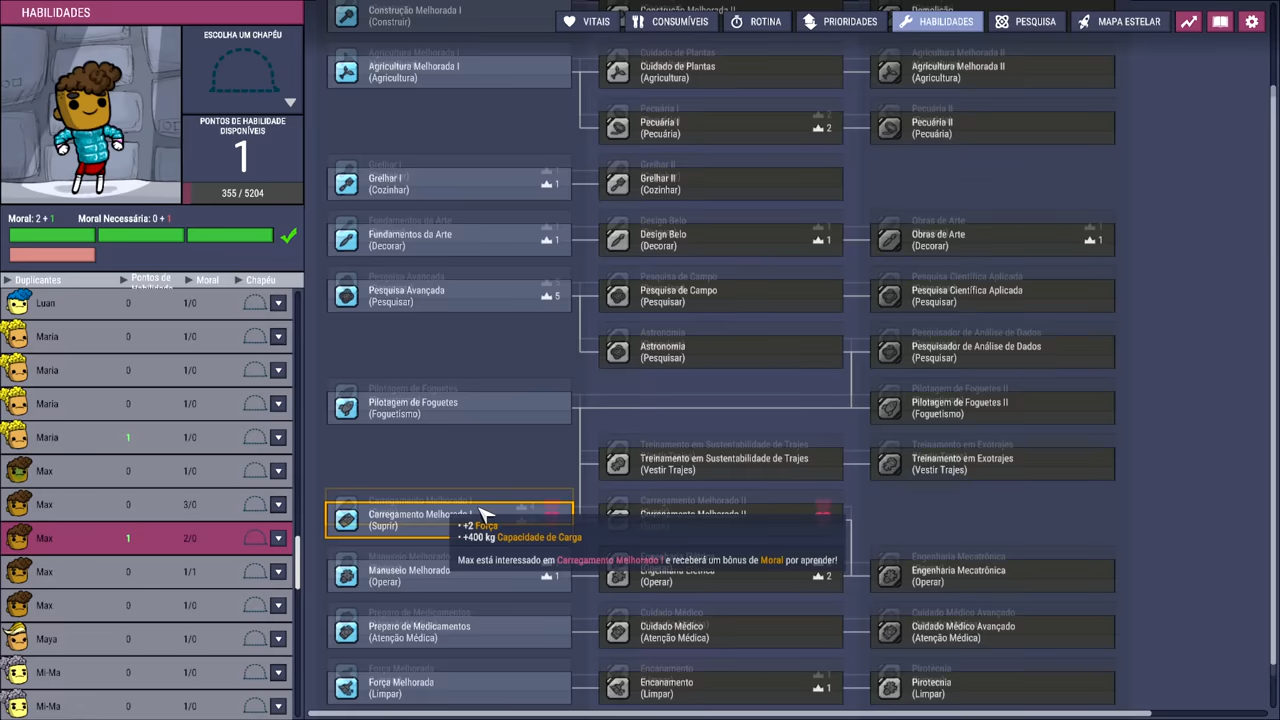 HABILIDADES
VITAIS
CONSUMÍVEIS
ROTINA
PRIORIDADES
HABILIDADES
PESQUISA
MAPA ESTELAR
ESCOLHA UM CHAPÉU
PONTOS DE HABILIDADE DISPONÍVEIS
1
355 / 5204
Moral: 2 + 1
Moral Necessária: 0 + 1
Duplicantes
Pontos de Habilidade
Moral
Chapéu
Luan 0 1/0
Maria 0 1/0
Maria 0 1/0
Maria 0 1/0
Maria 1 1/0
Max 0 1/0
Max 0 3/0
Max 1 2/0
Max 0 1/1
Max 0 1/0
Maya 0 1/0
Mi-Ma 0 1/0
Mi-Ma 0 1/0
Construção Melhorada I
(Construir)
Agricultura Melhorada I
(Agricultura)
Cuidado de Plantas
(Agricultura)
Agricultura Melhorada II
(Agricultura)
Pecuária I
(Pecuária)
2
Pecuária II
(Pecuária)
Grelhar I
(Cozinhar)
1
Grelhar II
(Cozinhar)
Fundamentos da Arte
(Decorar)
1
Design Belo
(Decorar)
1
Obras de Arte
(Decorar)
1
Pesquisa Avançada
(Pesquisar)
5
Pesquisa de Campo
(Pesquisar)
Pesquisa Científica Aplicada
(Pesquisar)
Astronomia
(Pesquisar)
Pesquisador de Análise de Dados
(Pesquisar)
Pilotagem de Foguetes
(Foguetismo)
Pilotagem de Foguetes II
(Foguetismo)
Treinamento em Sustentabilidade de Trajes
(Vestir Trajes)
Treinamento em Exotrajes
(Vestir Trajes)
Carregamento Melhorado I
(Suprir)
Carregamento Melhorado II
• +2 Força
• +400 kg Capacidade de Carga
Max está interessado em Carregamento Melhorado I e receberá um bônus de Moral por aprender!
Manuseio Melhorado
(Operar)
1
Engenharia Elétrica
(Operar)
2
Engenharia Mecatrônica
(Operar)
Preparo de Medicamentos
(Atenção Médica)
Cuidado Médico
(Atenção Médica)
Cuidado Médico Avançado
(Atenção Médica)
Força Melhorada
(Limpar)
Encanamento
(Limpar)
1
Pirotecnia
(Limpar)